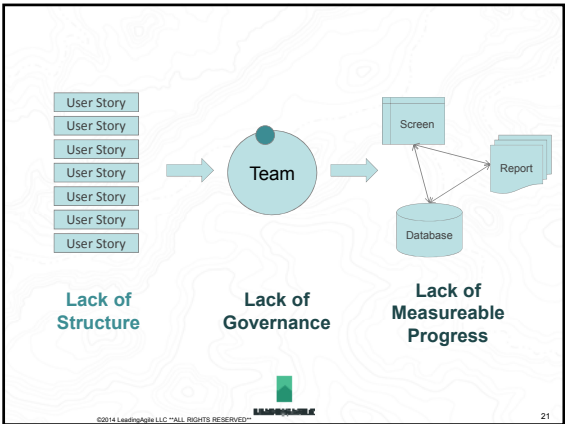 User Story
User Story
User Story
User Story
User Story
User Story
User Story
Team
Screen
Report
Database
Lack of
Structure
Lack of
Governance
Lack of
Measureable
Progress
LEADINGAGILE
©2014 LeadingAgile LLC **ALL RIGHTS RESERVED**
21